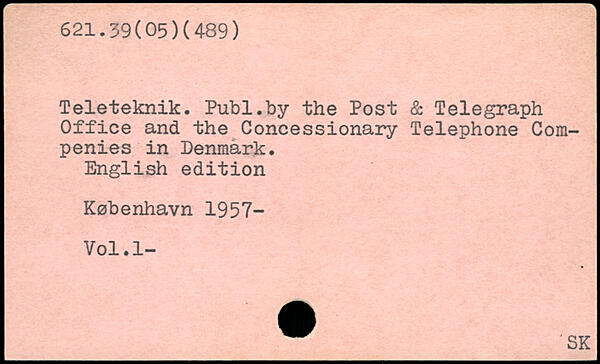 621.39(05)(489)
Teleteknik. Publ.by the Post & Telegraph
Office and the Concessionary Telephone Com-
penies in Denmark.
English edition
København 1957-
Vol.1-
SK